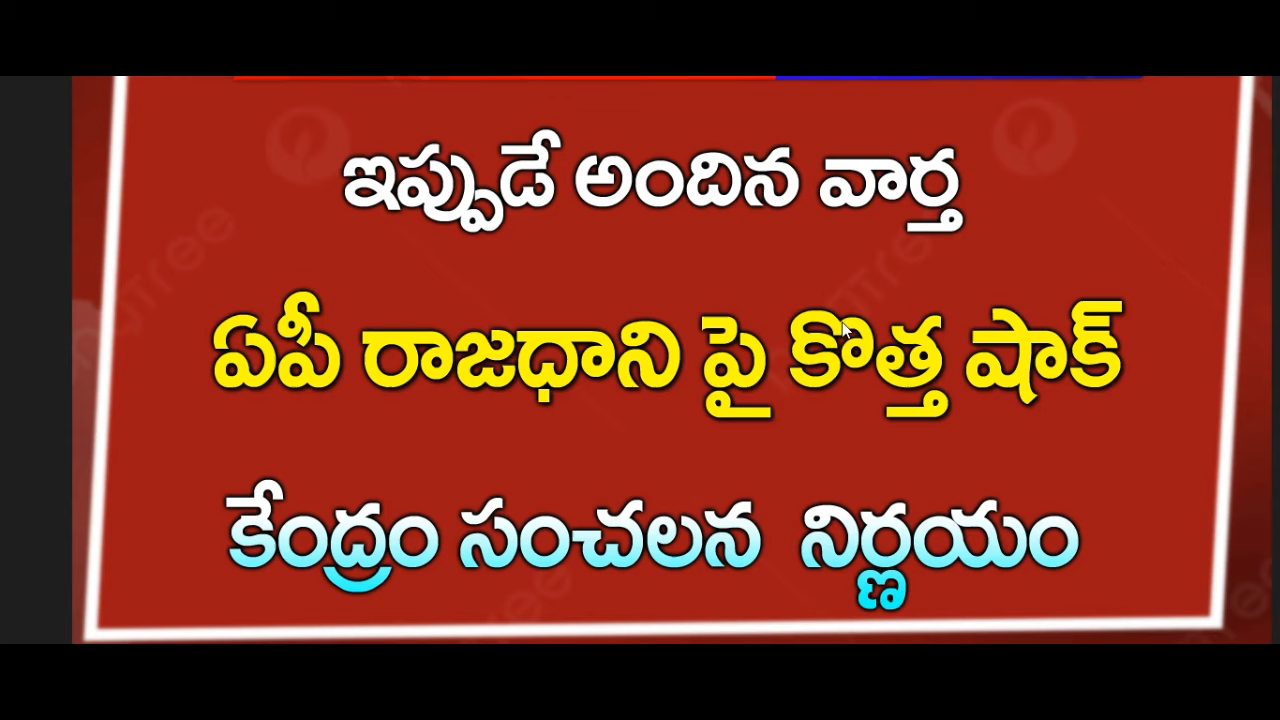 ఇప్పుడే అందిన వార్త
ఏపీ రాజధాని పై కొత్త షాక్
కేంద్రం సంచలన నిర్ణయం